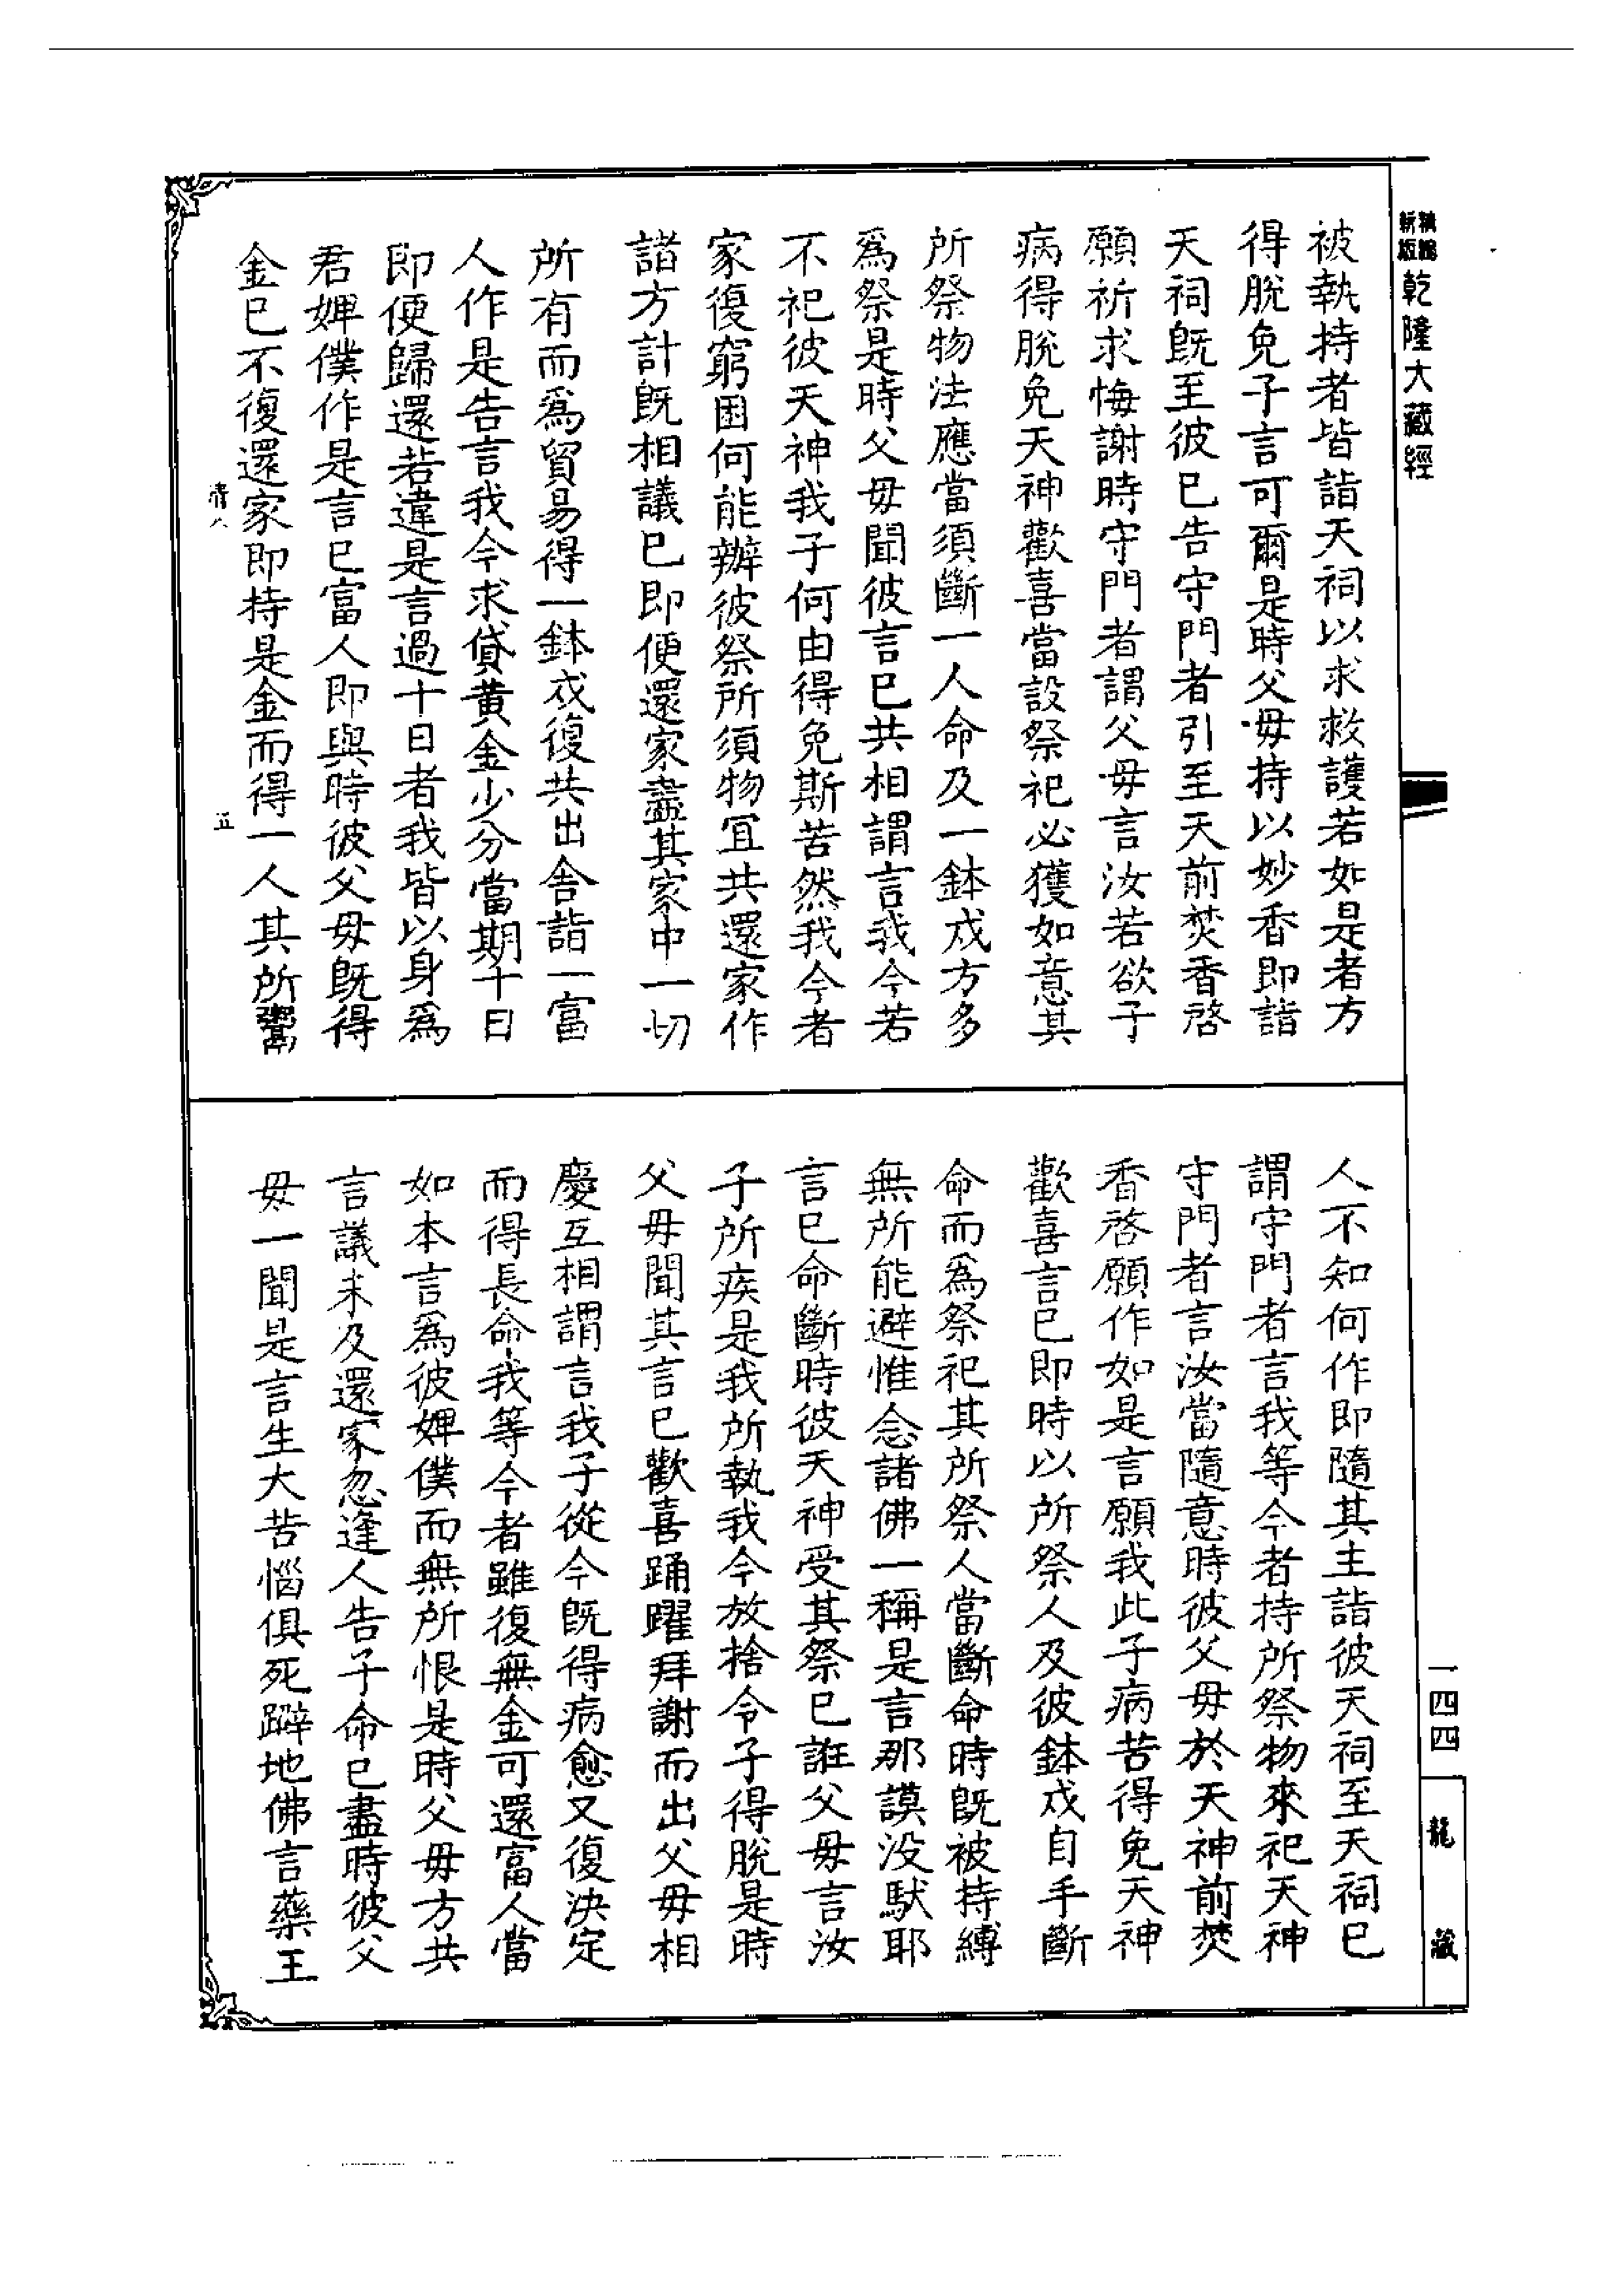 精縮新版乾隆大藏經
被執持者皆詣天祠以求救護若如是者方
得脫免子言可爾是時父毋持以妙香即詣
天祠既至彼已告守門者引至天前焚香啓
願祈求悔謝時守門者謂父毋言汝若欲子
病得脫免天神歡喜當設祭祀必獲如意其
所祭物法應當須斷一人命及一鉢戍方多
爲祭是時父毋聞彼言已共相謂言我今若
不祀彼天神我子何由得免斯苦然我今者
家復窮困何能辦彼祭所須物宜共還家作
諸方計既相議已即便還家盡其家中一切
所有而爲貿易得一鉢戍復共出舍詣一富
人作是告言我今求貸黃金少分當期十日
即便歸還若違是言過十日者我皆以身爲
君婢僕作是言已富人即與時彼父毋既得
金已不復還家即持是金而得一人其所鬻
五
人不知何作即隨其主詣彼天祠至天祠已
謂守門者言我等今者持所祭物來祀天神
守門者言汝當隨意時彼父毋於天神前焚
香啓願作如是言願我此子病苦得免天神
歡喜言已即時以所祭人及彼鉢戍自手斷
命而爲祭祀其所祭人當斷命時既被持縛
無所能避惟念諸佛一稱是言那謨没馱耶
言已命斷時彼天神受其祭已誑父毋言汝
子所疾是我所執我今放捨令子得脫是時
父毋聞其言已歡喜踊躍拜謝而出父毋相
慶互相謂言我子從今既得病愈又復決定
而得長命我等今者雖復無金可還富人當
如本言爲彼婢僕而無所恨是時父毋方共
言議未及還家忽逢人告子命已盡時彼父
毋一聞是言生大苦惱俱死躃地佛言藥王
一四四
龍藏